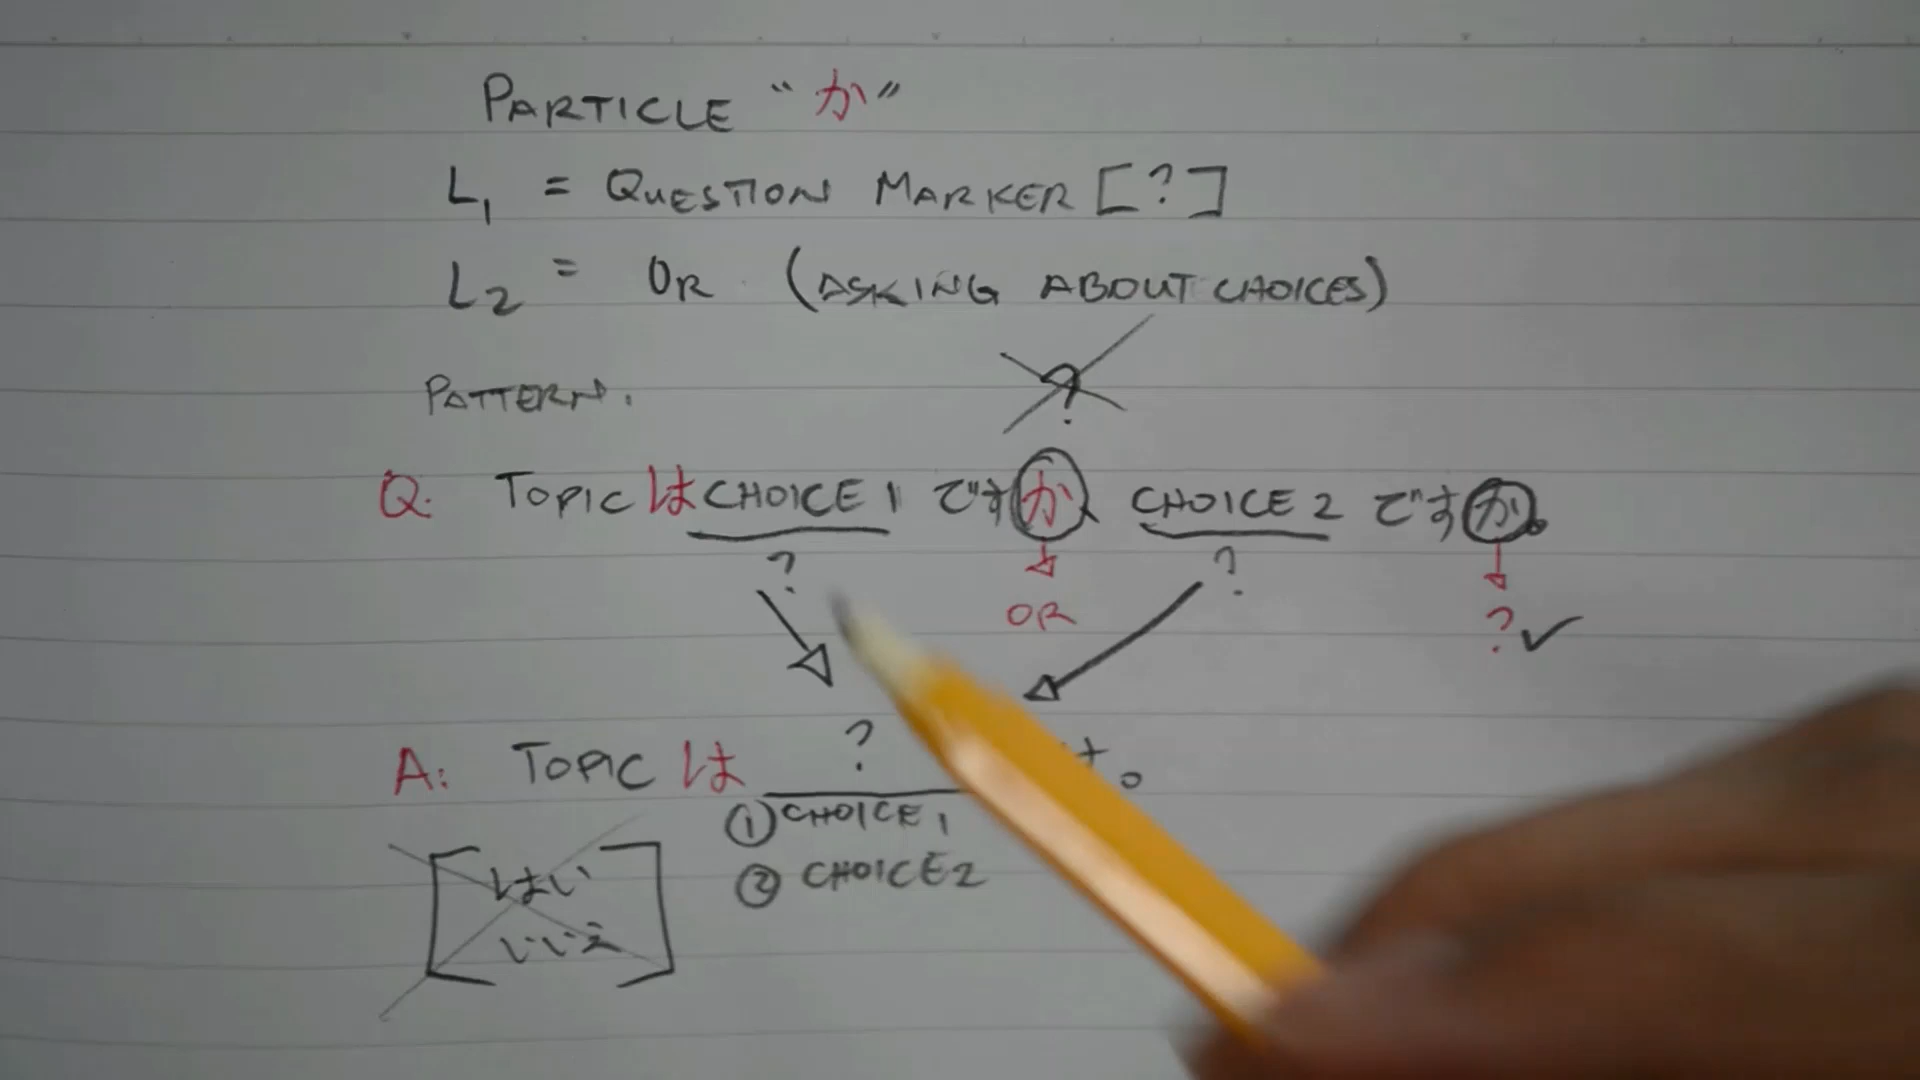 PARTICLE "か"
L1 = QUESTION MARKER [?]
L2 = OR (ASKING ABOUT CHOICES)
PATTERN.
?
Q. TOPIC は CHOICE 1 ですか、 CHOICE 2 ですか。
? OR ? ?
A: TOPIC は ? す。
① CHOICE 1
② CHOICE 2
はい
いいえ